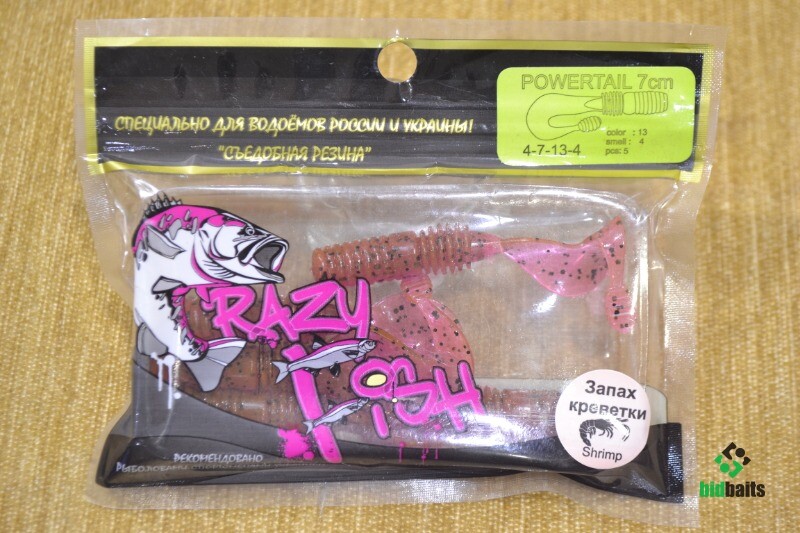 POWERTAIL 7cm
4-7-13-4
color : 13
smell : 4
pcs: 5
СПЕЦИАЛЬНО ДЛЯ ВОДОЁМОВ РОССИИ И УКРАИНЫ!
"СЪЕДОБНАЯ РЕЗИНА"
RAZY
FISH
Запах
креветки
Shrimp
РЕКОМЕНДОВАНО
bidbaits